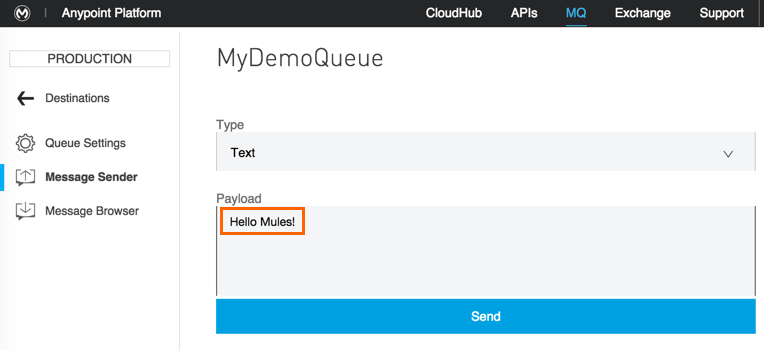 Anypoint Platform CloudHub APIs MQ Exchange Support
PRODUCTION
Destinations
Queue Settings
Message Sender
Message Browser
MyDemoQueue
Type
Text
Payload
Hello Mules!
Send